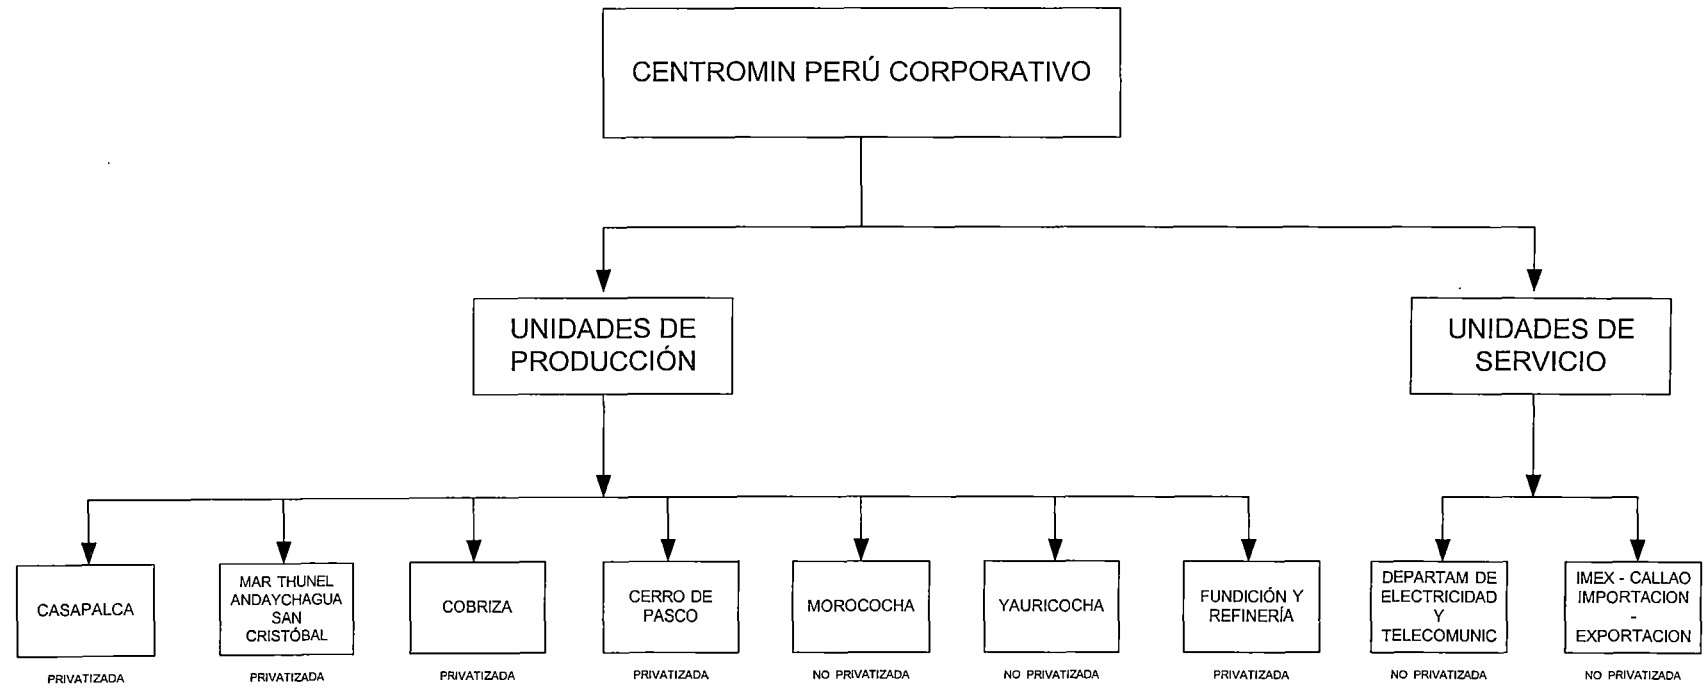 CENTROMIN PERÚ CORPORATIVO
UNIDADES DE
PRODUCCIÓN
UNIDADES DE
SERVICIO
CASAPALCA
MAR THUNEL
ANDAYCHAGUA
SAN
CRISTÓBAL
COBRIZA
CERRO DE
PASCO
MOROCOCHA
YAURICOCHA
FUNDICIÓN Y
REFINERÍA
DEPARTAM DE
ELECTRICIDAD
Y
TELECOMUNIC
IMEX - CALLAO
IMPORTACION
-
EXPORTACION
PRIVATIZADA
PRIVATIZADA
PRIVATIZADA
PRIVATIZADA
NO PRIVATIZADA
NO PRIVATIZADA
PRIVATIZADA
NO PRIVATIZADA
NO PRIVATIZADA